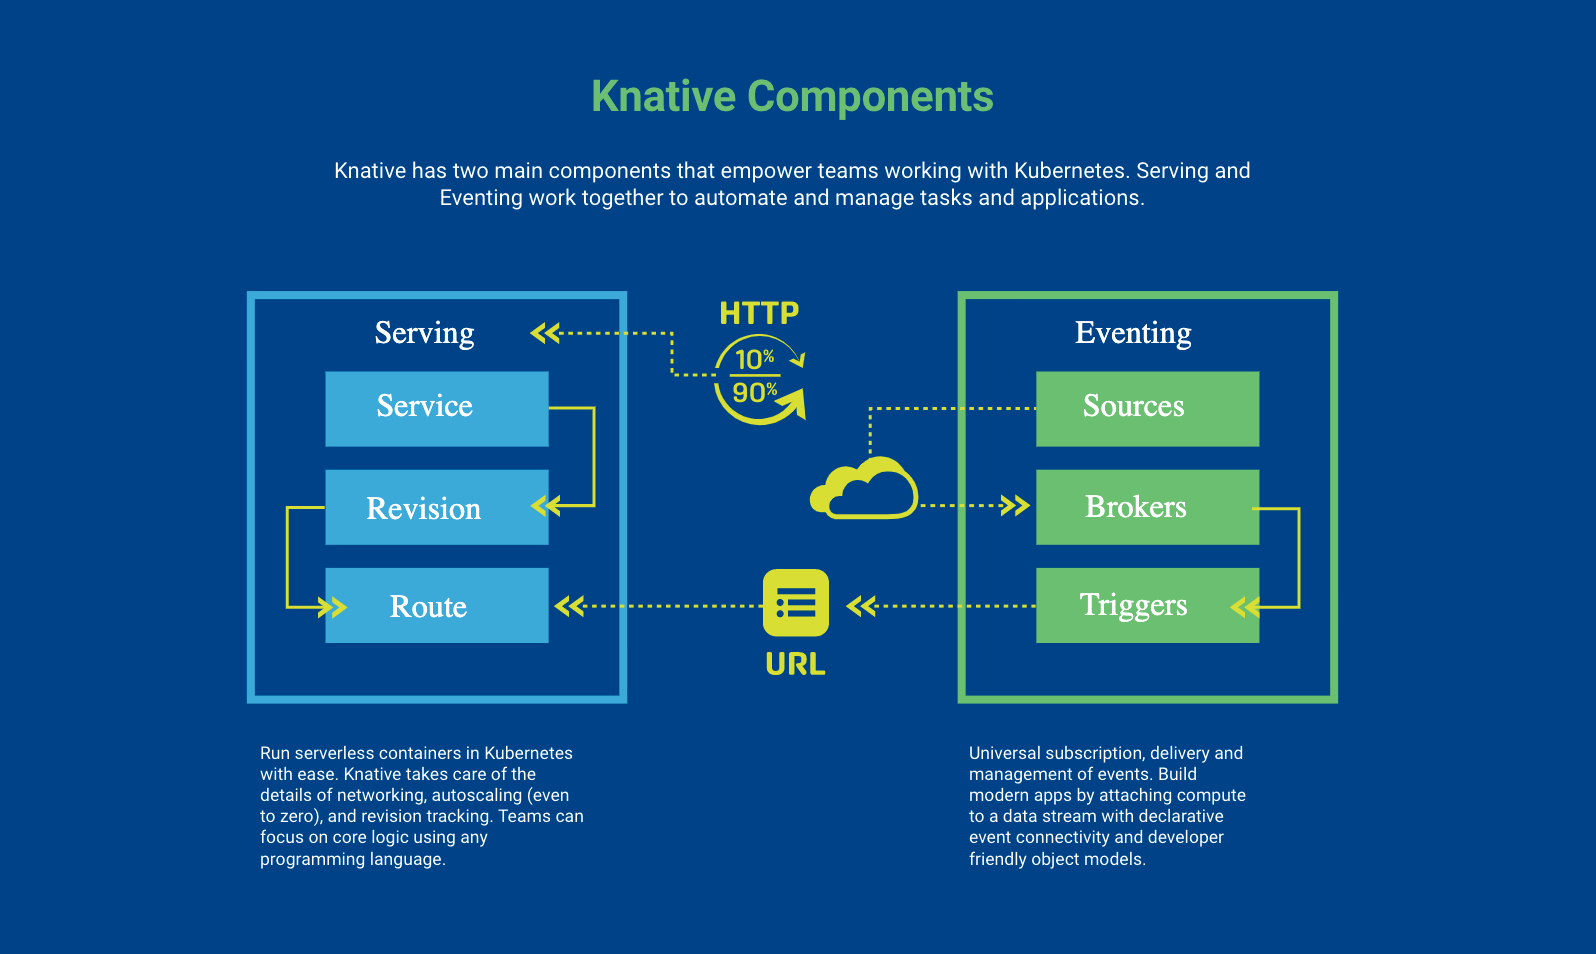 Knative Components
Knative has two main components that empower teams working with Kubernetes. Serving and
Eventing work together to automate and manage tasks and applications.
Serving
Service
Revision
Route
HTTP
10%
90%
URL
Eventing
Sources
Brokers
Triggers
Run serverless containers in Kubernetes
with ease. Knative takes care of the
details of networking, autoscaling (even
to zero), and revision tracking. Teams can
focus on core logic using any
programming language.
Universal subscription, delivery and
management of events. Build
modern apps by attaching compute
to a data stream with declarative
event connectivity and developer
friendly object models.